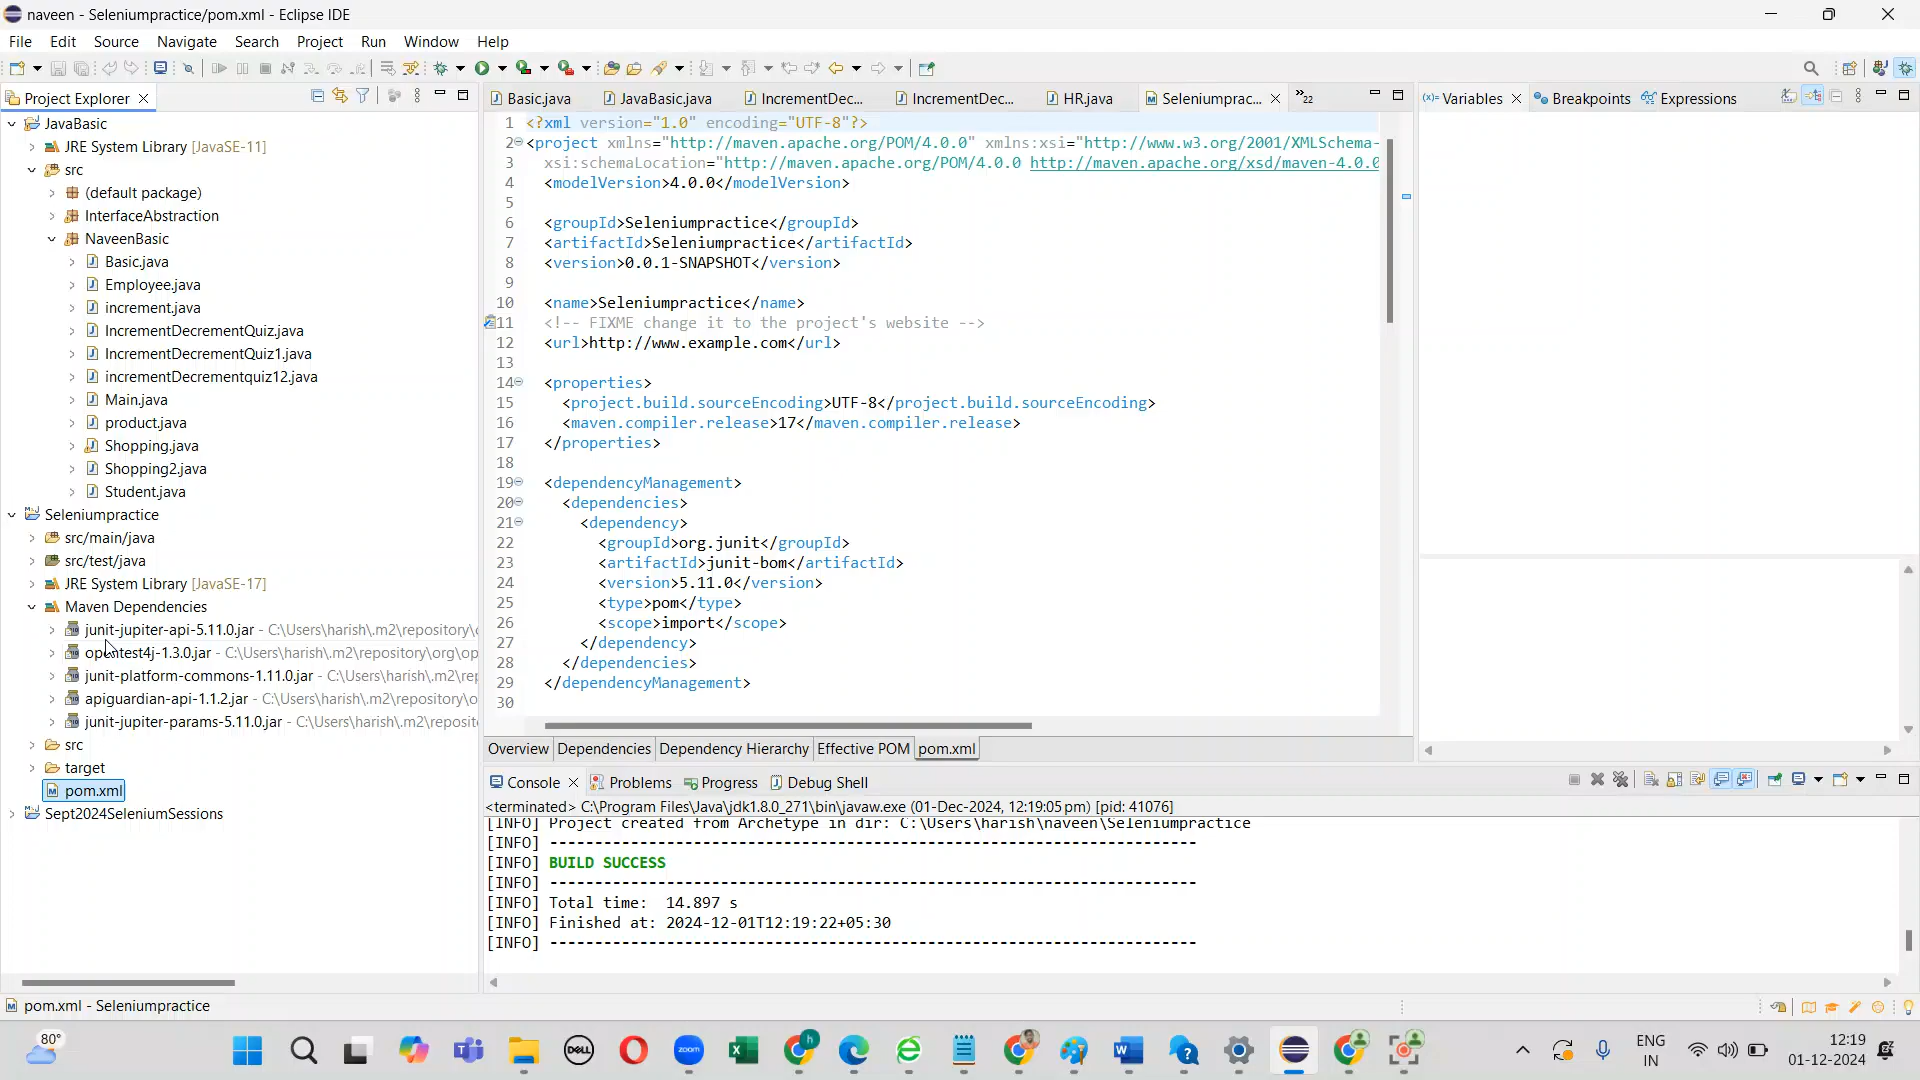 naveen - Seleniumpractice/pom.xml - Eclipse IDE
File Edit Source Navigate Search Project Run Window Help
Project Explorer
JavaBasic
JRE System Library [JavaSE-11]
src
(default package)
InterfaceAbstraction
NaveenBasic
Basic.java
Employee.java
increment.java
IncrementDecrementQuiz.java
IncrementDecrementQuiz1.java
incrementDecrementquiz12.java
Main.java
product.java
Shopping.java
Shopping2.java
Student.java
Seleniumpractice
src/main/java
src/test/java
JRE System Library [JavaSE-17]
Maven Dependencies
junit-jupiter-api-5.11.0.jar - C:\Users\harish\.m2\repository\
opentest4j-1.3.0.jar - C:\Users\harish\.m2\repository\org\op
junit-platform-commons-1.11.0.jar - C:\Users\harish\.m2\rep
apiguardian-api-1.1.2.jar - C:\Users\harish\.m2\repository\o
junit-jupiter-params-5.11.0.jar - C:\Users\harish\.m2\reposit
src
target
pom.xml
Sept2024SeleniumSessions
Basic.java JavaBasic.java IncrementDec... IncrementDec... HR.java Seleniumprac... »22
1 <?xml version="1.0" encoding="UTF-8"?>
2 <project xmlns="http://maven.apache.org/POM/4.0.0" xmlns:xsi="http://www.w3.org/2001/XMLSchema-
3 xsi:schemaLocation="http://maven.apache.org/POM/4.0.0 http://maven.apache.org/xsd/maven-4.0.0
4 <modelVersion>4.0.0</modelVersion>
5
6 <groupId>Seleniumpractice</groupId>
7 <artifactId>Seleniumpractice</artifactId>
8 <version>0.0.1-SNAPSHOT</version>
9
10 <name>Seleniumpractice</name>
11 <!-- FIXME change it to the project's website -->
12 <url>http://www.example.com</url>
13
14 <properties>
15 <project.build.sourceEncoding>UTF-8</project.build.sourceEncoding>
16 <maven.compiler.release>17</maven.compiler.release>
17 </properties>
18
19 <dependencyManagement>
20 <dependencies>
21 <dependency>
22 <groupId>org.junit</groupId>
23 <artifactId>junit-bom</artifactId>
24 <version>5.11.0</version>
25 <type>pom</type>
26 <scope>import</scope>
27 </dependency>
28 </dependencies>
29 </dependencyManagement>
30
Overview Dependencies Dependency Hierarchy Effective POM pom.xml
(x)= Variables Breakpoints Expressions
Console Problems Progress Debug Shell
<terminated> C:\Program Files\Java\jdk1.8.0_271\bin\javaw.exe (01-Dec-2024, 12:19:05 pm) [pid: 41076]
[INFO] Project created from Archetype in dir: C:\Users\harish\naveen\Seleniumpractice
[INFO] ------------------------------------------------------------------------
[INFO] BUILD SUCCESS
[INFO] ------------------------------------------------------------------------
[INFO] Total time:  14.897 s
[INFO] Finished at: 2024-12-01T12:19:22+05:30
[INFO] ------------------------------------------------------------------------
pom.xml - Seleniumpractice
80°
DELL
zoom
ENG
IN
12:19
01-12-2024